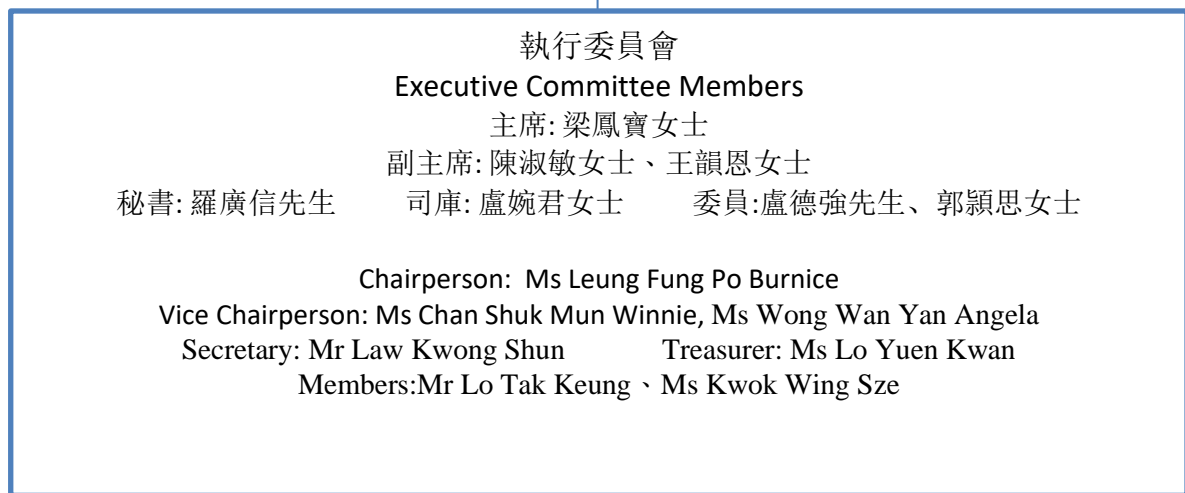 執行委員會
Executive Committee Members
主席: 梁鳳寶女士
副主席: 陳淑敏女士、王韻恩女士
秘書: 羅廣信先生 司庫: 盧婉君女士 委員:盧德強先生、郭頴思女士
Chairperson: Ms Leung Fung Po Burnice
Vice Chairperson: Ms Chan Shuk Mun Winnie, Ms Wong Wan Yan Angela
Secretary: Mr Law Kwong Shun Treasurer: Ms Lo Yuen Kwan
Members:Mr Lo Tak Keung、Ms Kwok Wing Sze